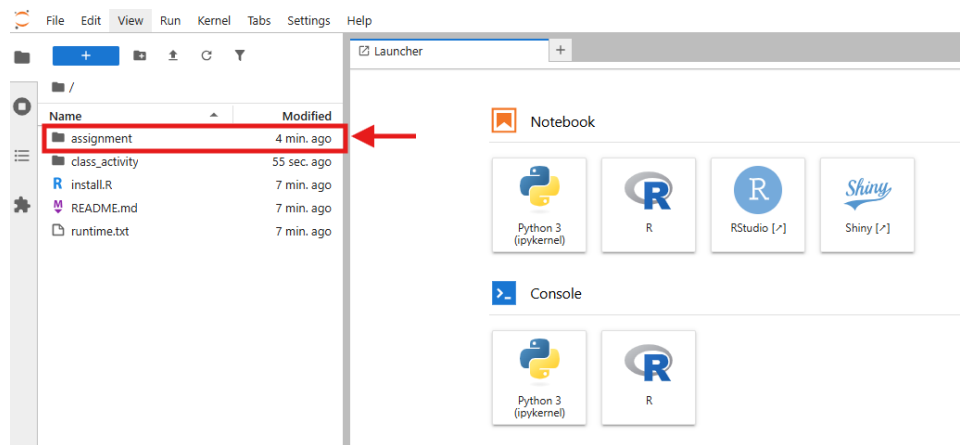 File Edit View Run Kernel Tabs Settings Help
+
Launcher
+
/
Name Modified
assignment 4 min. ago
class_activity 55 sec. ago
R install.R 7 min. ago
M README.md 7 min. ago
runtime.txt 7 min. ago
Notebook
Python 3
(ipykernel)
R
R
R
RStudio [↗]
Shiny
Shiny [↗]
>_ Console
Python 3
(ipykernel)
R
R